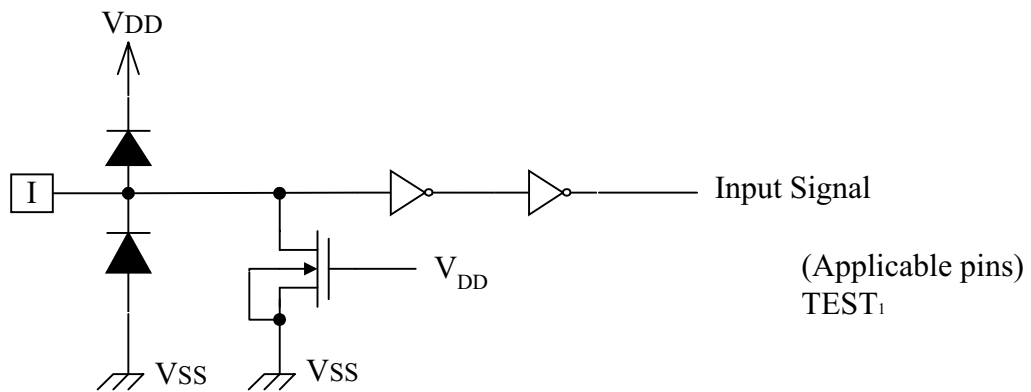 VDD
I
Input Signal
VDD
(Applicable pins)
TEST1
VSS
VSS